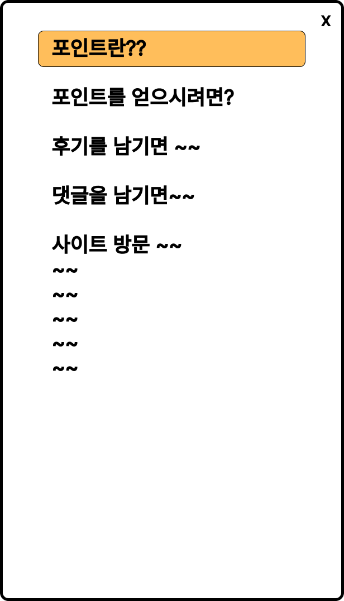 x
포인트란??
포인트를 얻으시려면?
후기를 남기면 ~~
댓글을 남기면~~
사이트 방문 ~~
~~
~~
~~
~~
~~